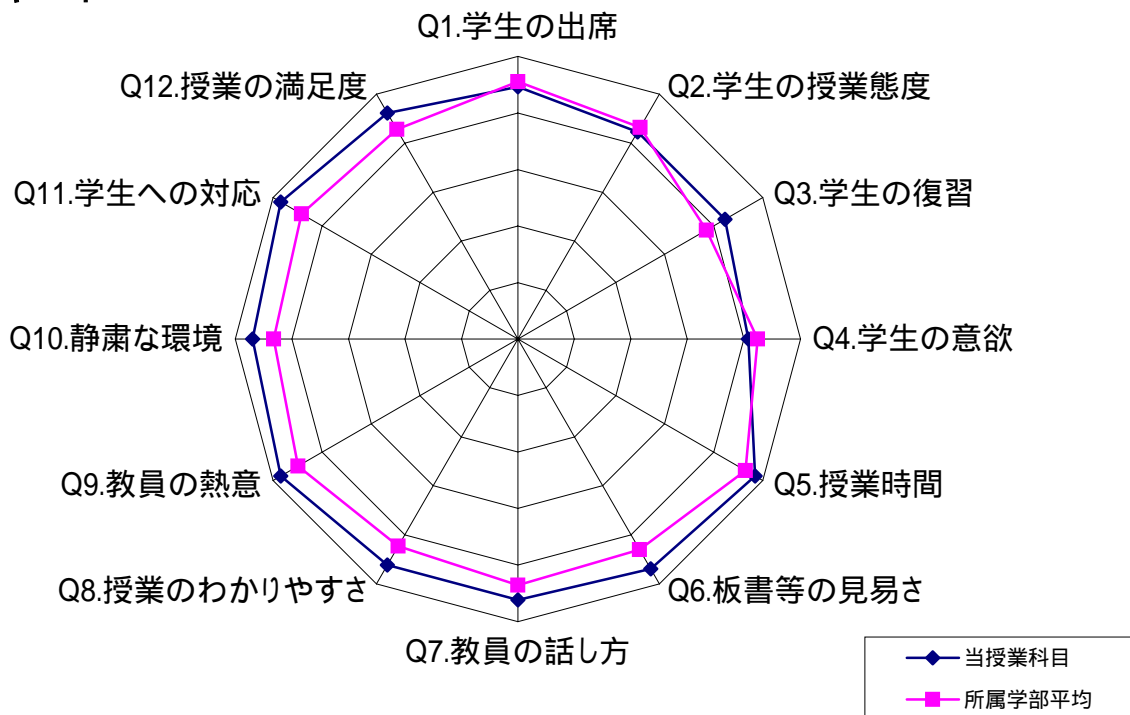 Q1.学生の出席
Q2.学生の授業態度
Q3.学生の復習
Q4.学生の意欲
Q5.授業時間
Q6.板書等の見易さ
Q7.教員の話し方
Q8.授業のわかりやすさ
Q9.教員の熱意
Q10.静粛な環境
Q11.学生への対応
Q12.授業の満足度
当授業科目
所属学部平均